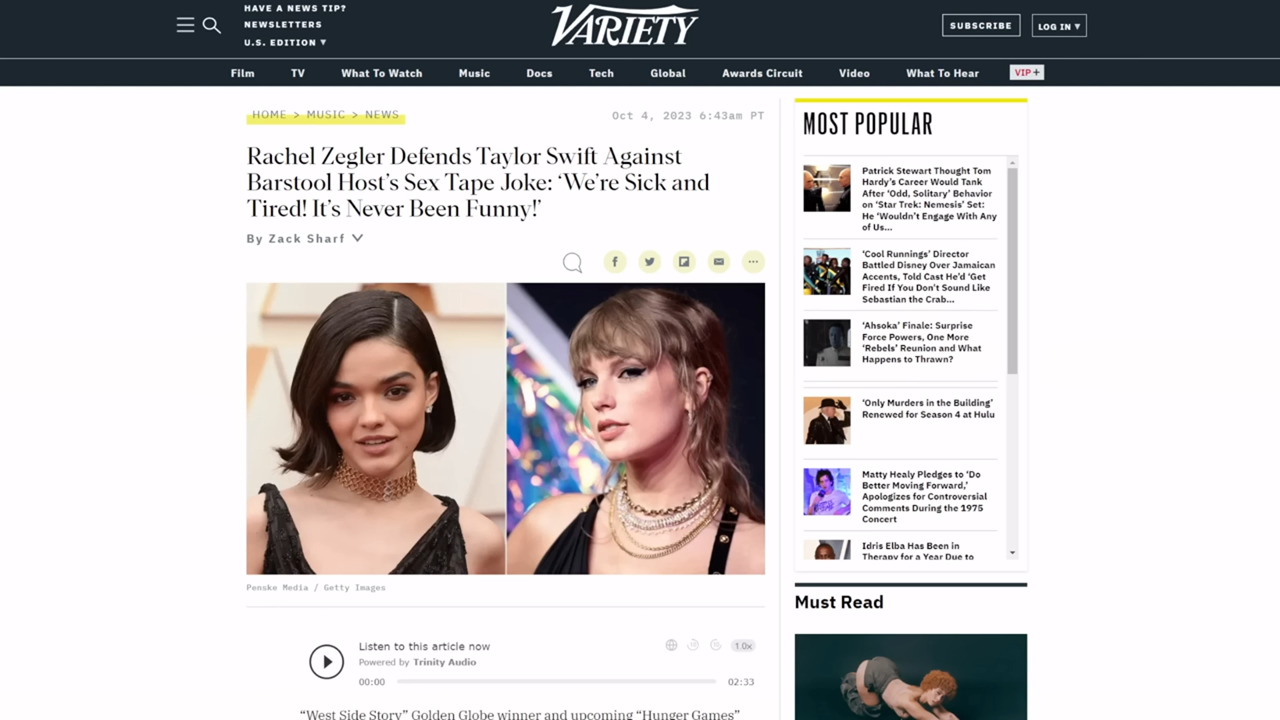 HAVE A NEWS TIP?
NEWSLETTERS
U.S. EDITION ▼
VARIETY
SUBSCRIBE
LOG IN ▼
Film TV What To Watch Music Docs Tech Global Awards Circuit Video What To Hear VIP+
HOME > MUSIC > NEWS
Oct 4, 2023 6:43am PT
Rachel Zegler Defends Taylor Swift Against
Barstool Host's Sex Tape Joke: ‘We're Sick and
Tired! It's Never Been Funny!’
By Zack Sharf
Penske Media / Getty Images
Listen to this article now
Powered by Trinity Audio
1.0x
00:00
02:33
“West Side Story” Golden Globe winner and upcoming “Hunger Games”
MOST POPULAR
Patrick Stewart Thought Tom
Hardy's Career Would Tank
After ‘Odd, Solitary’ Behavior
on ‘Star Trek: Nemesis’ Set:
He ‘Wouldn't Engage With Any
of Us...
‘Cool Runnings’ Director
Battled Disney Over Jamaican
Accents, Told Cast He'd ‘Get
Fired If You Don't Sound Like
Sebastian the Crab...
‘Ahsoka’ Finale: Surprise
Force Powers, One More
‘Rebels’ Reunion and What
Happens to Thrawn?
‘Only Murders in the Building’
Renewed for Season 4 at Hulu
Matty Healy Pledges to ‘Do
Better Moving Forward,’
Apologizes for Controversial
Comments During the 1975
Concert
Idris Elba Has Been in
Therapy for a Year Due to
Must Read